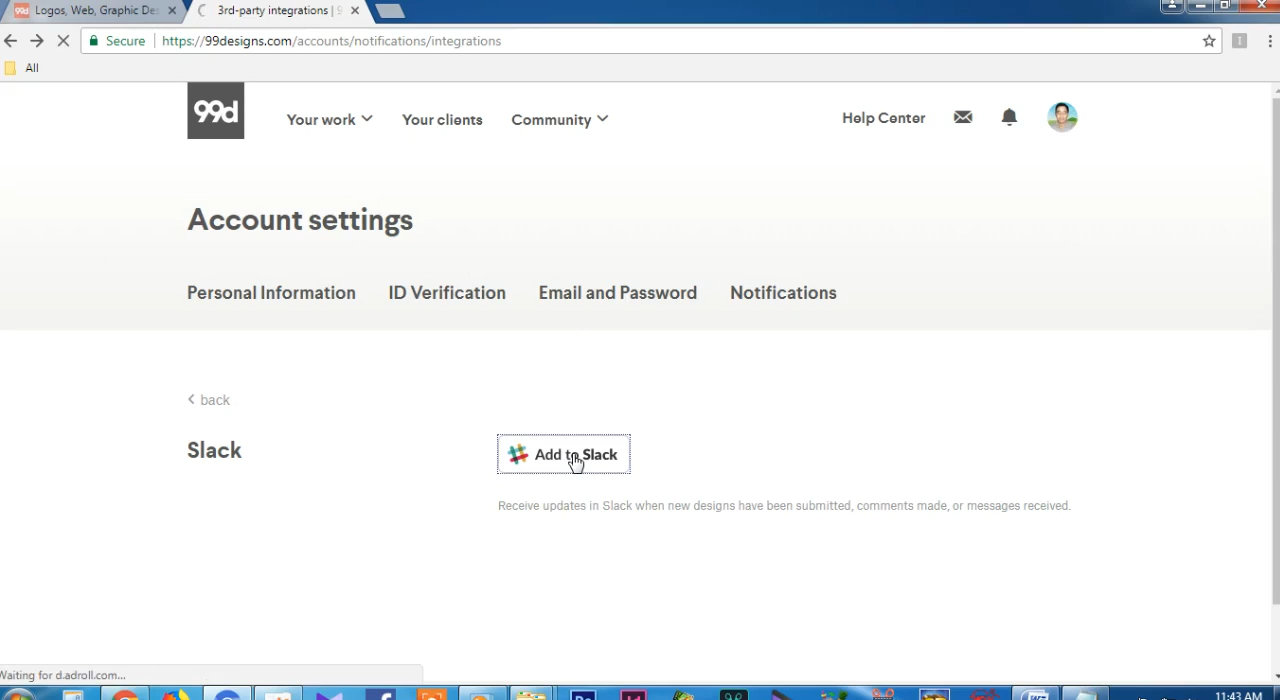 99d Logos, Web, Graphic De
3rd-party integrations | 9
Secure https://99designs.com/accounts/notifications/integrations
All
99d Your work Your clients Community Help Center
Account settings
Personal Information ID Verification Email and Password Notifications
< back
Slack Add to Slack
Receive updates in Slack when new designs have been submitted, comments made, or messages received.
Waiting for d.adroll.com...
11:43 AM